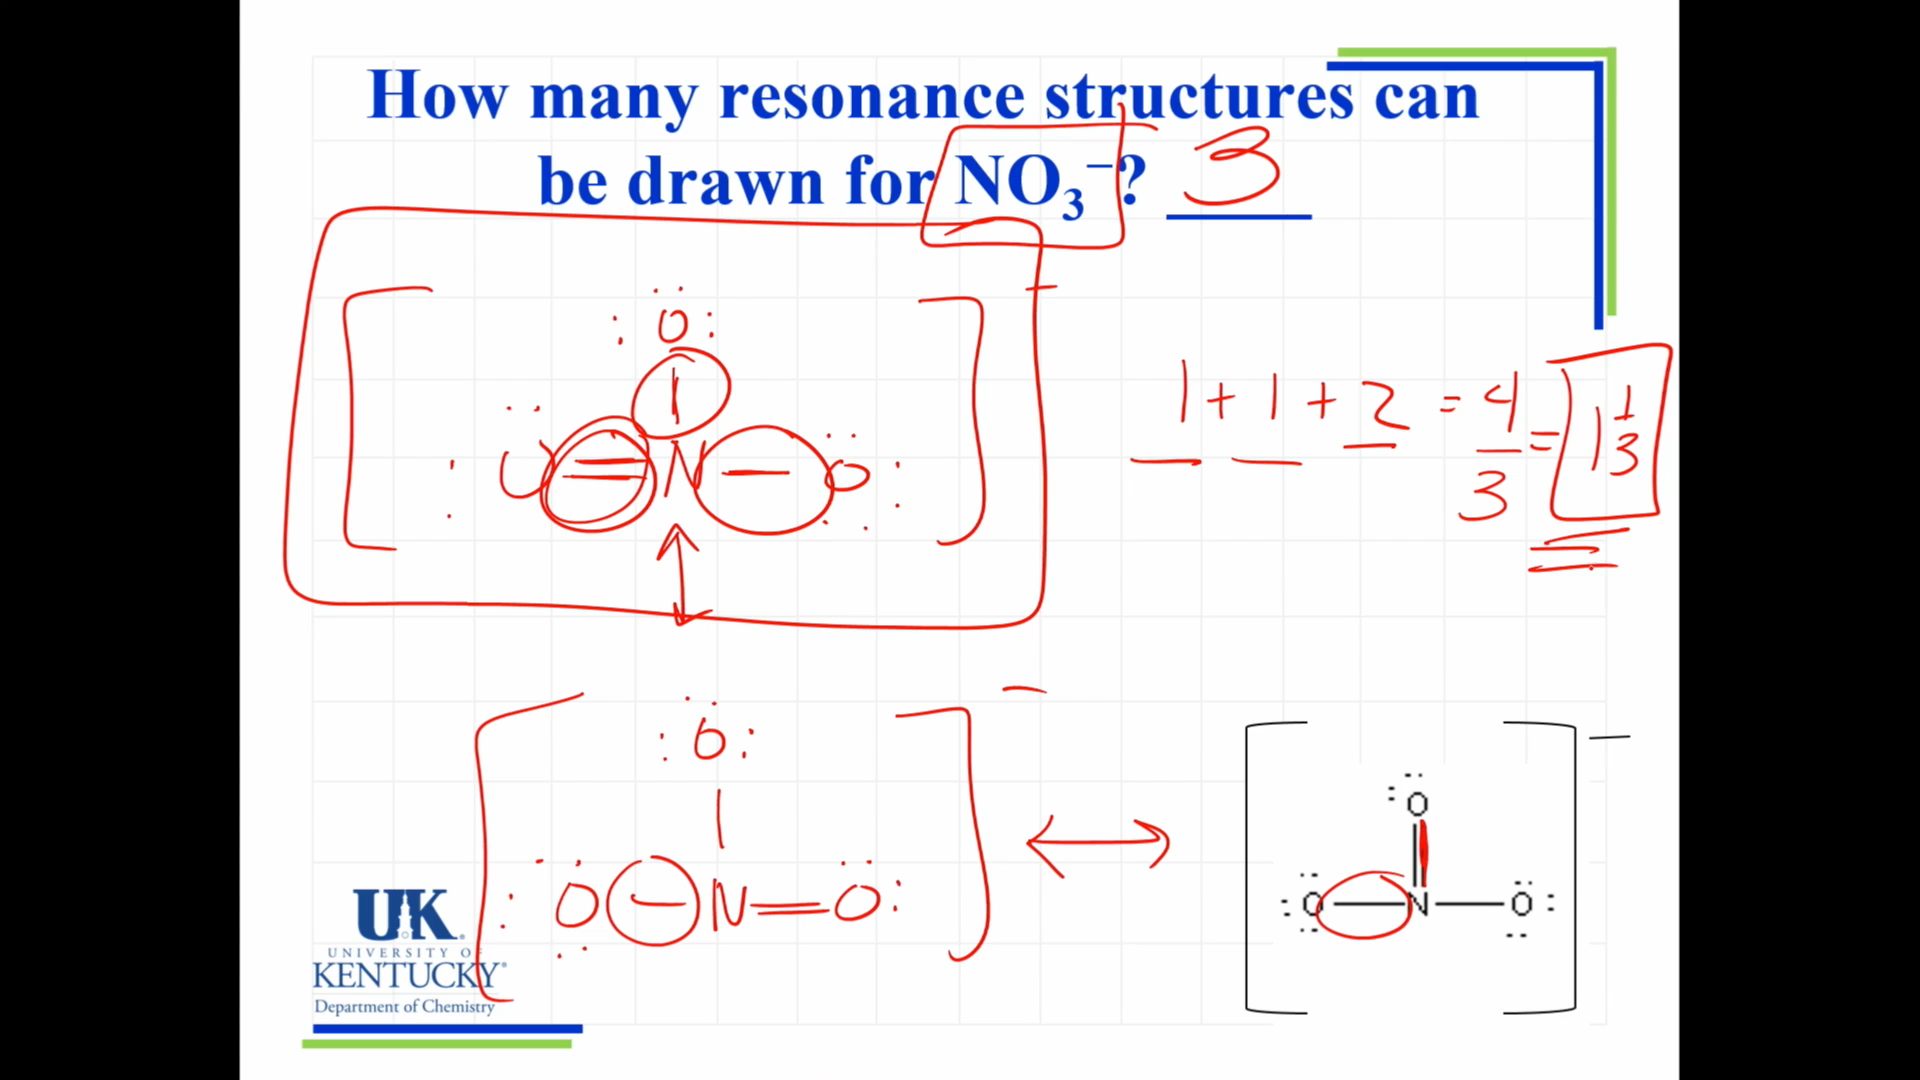 How many resonance structures can
be drawn for NO₃⁻? 3
[ :Ö: ]⁻
|
O = N − O
1 + 1 + 2 = 4/3 = 1 1/3
[ :Ö: ]⁻
|
O − N = O
↔
[ :O ]⁻
||
:O − N − O:
UK
UNIVERSITY OF
KENTUCKY®
Department of Chemistry